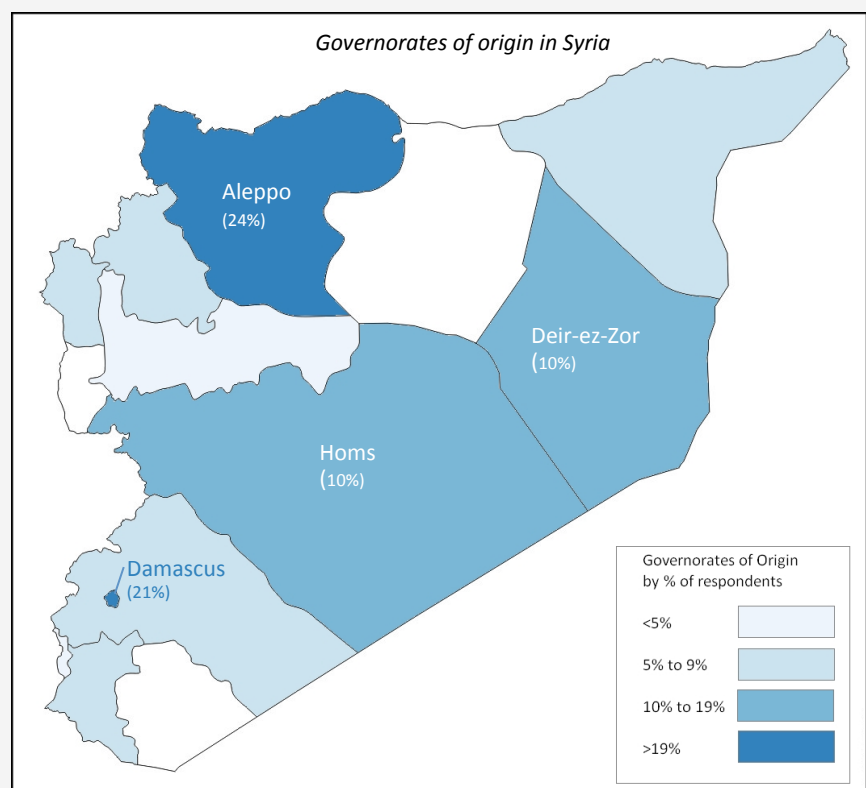 Governorates of origin in Syria
Aleppo
(24%)
Deir-ez-Zor
(10%)
Homs
(10%)
Damascus
(21%)
Governorates of Origin
by % of respondents
<5%
5% to 9%
10% to 19%
>19%